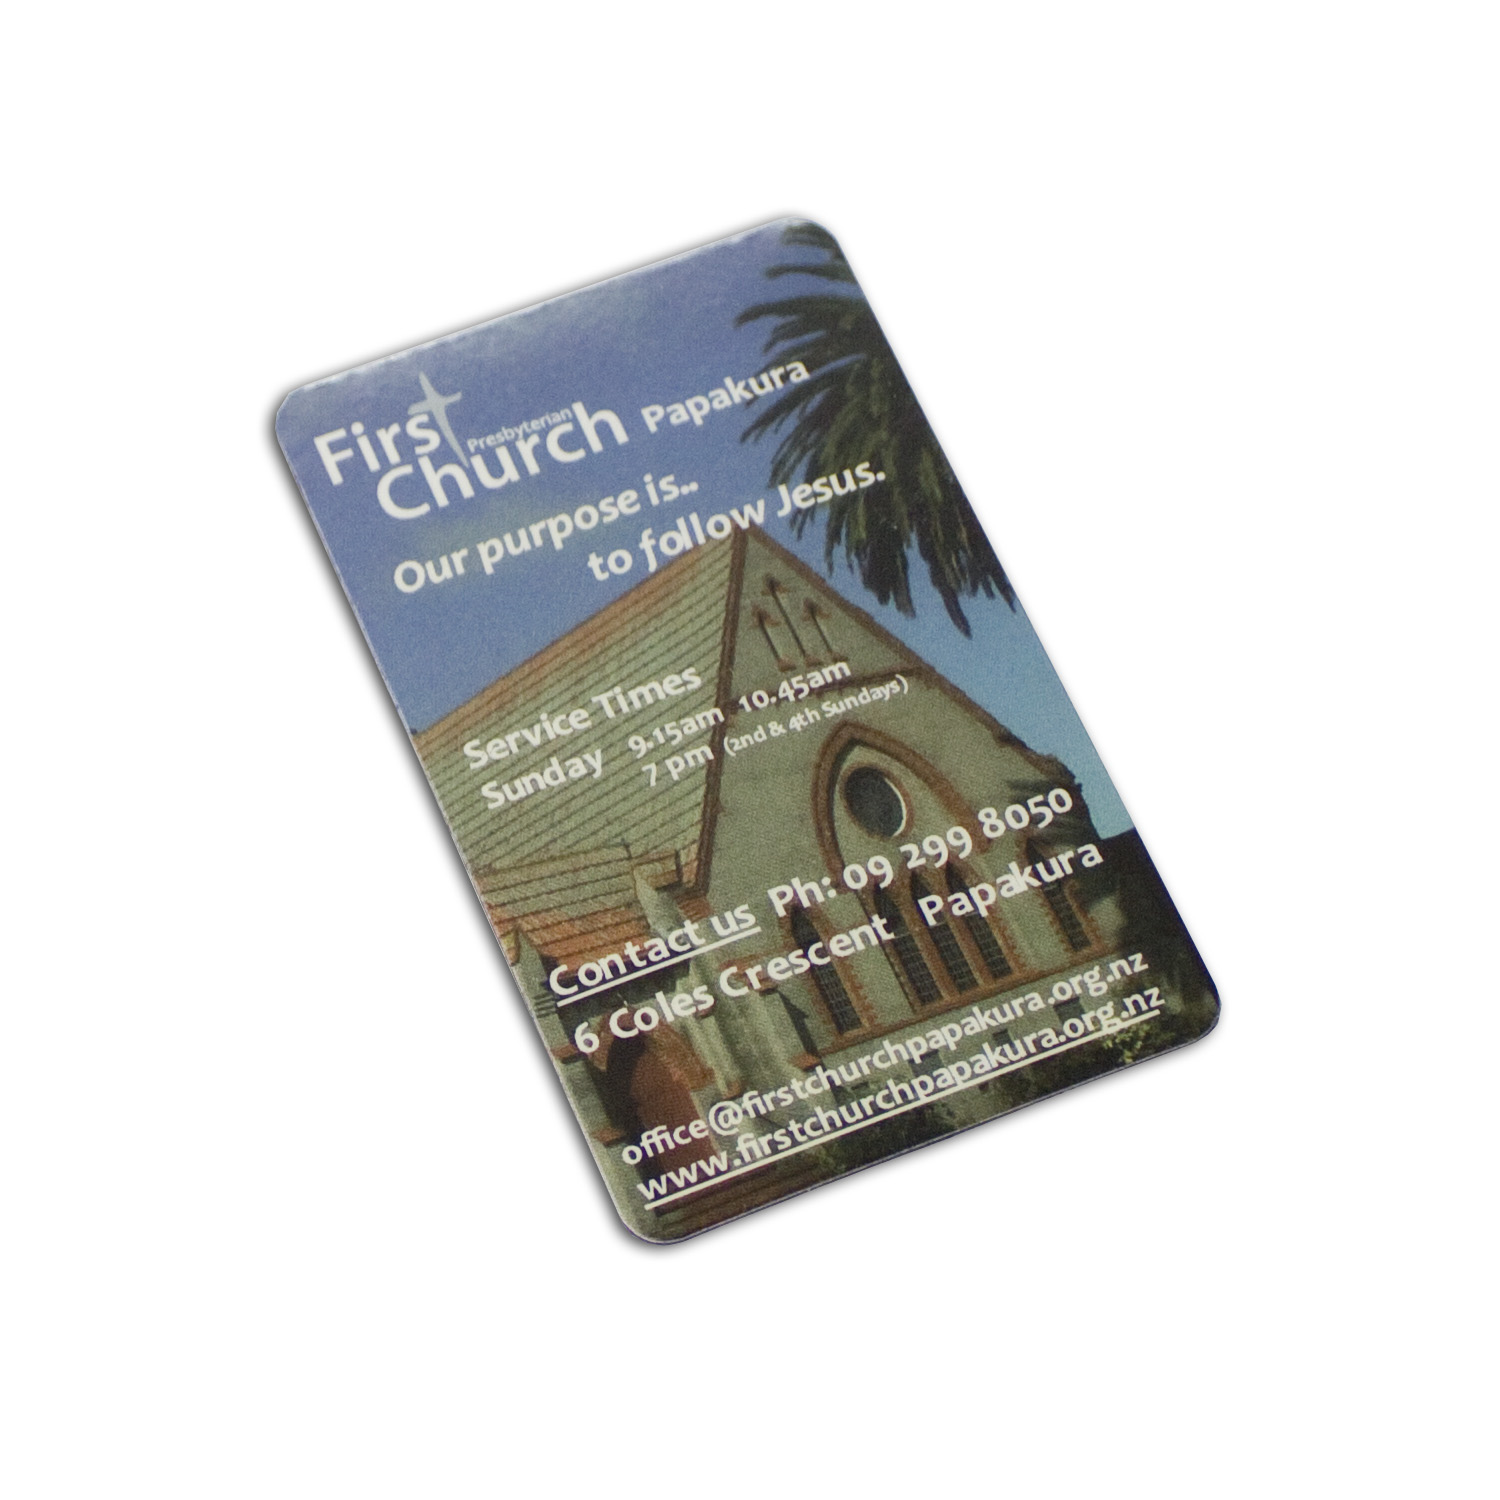 First Presbyterian Church Papakura
Our purpose is..
to follow Jesus.
Service Times
Sunday 9.15am 10.45am
7 pm (2nd & 4th Sundays)
Contact us Ph: 09 299 8050
6 Coles Crescent Papakura
office@firstchurchpapakura.org.nz
www.firstchurchpapakura.org.nz